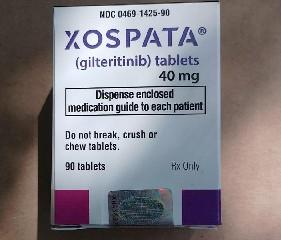 NDC 0469-1425-90
XOSPATA®
(gilteritinib) tablets
40 mg
Dispense enclosed
medication guide to each patient
Do not break, crush or
chew tablets.
90 tablets Rx Only